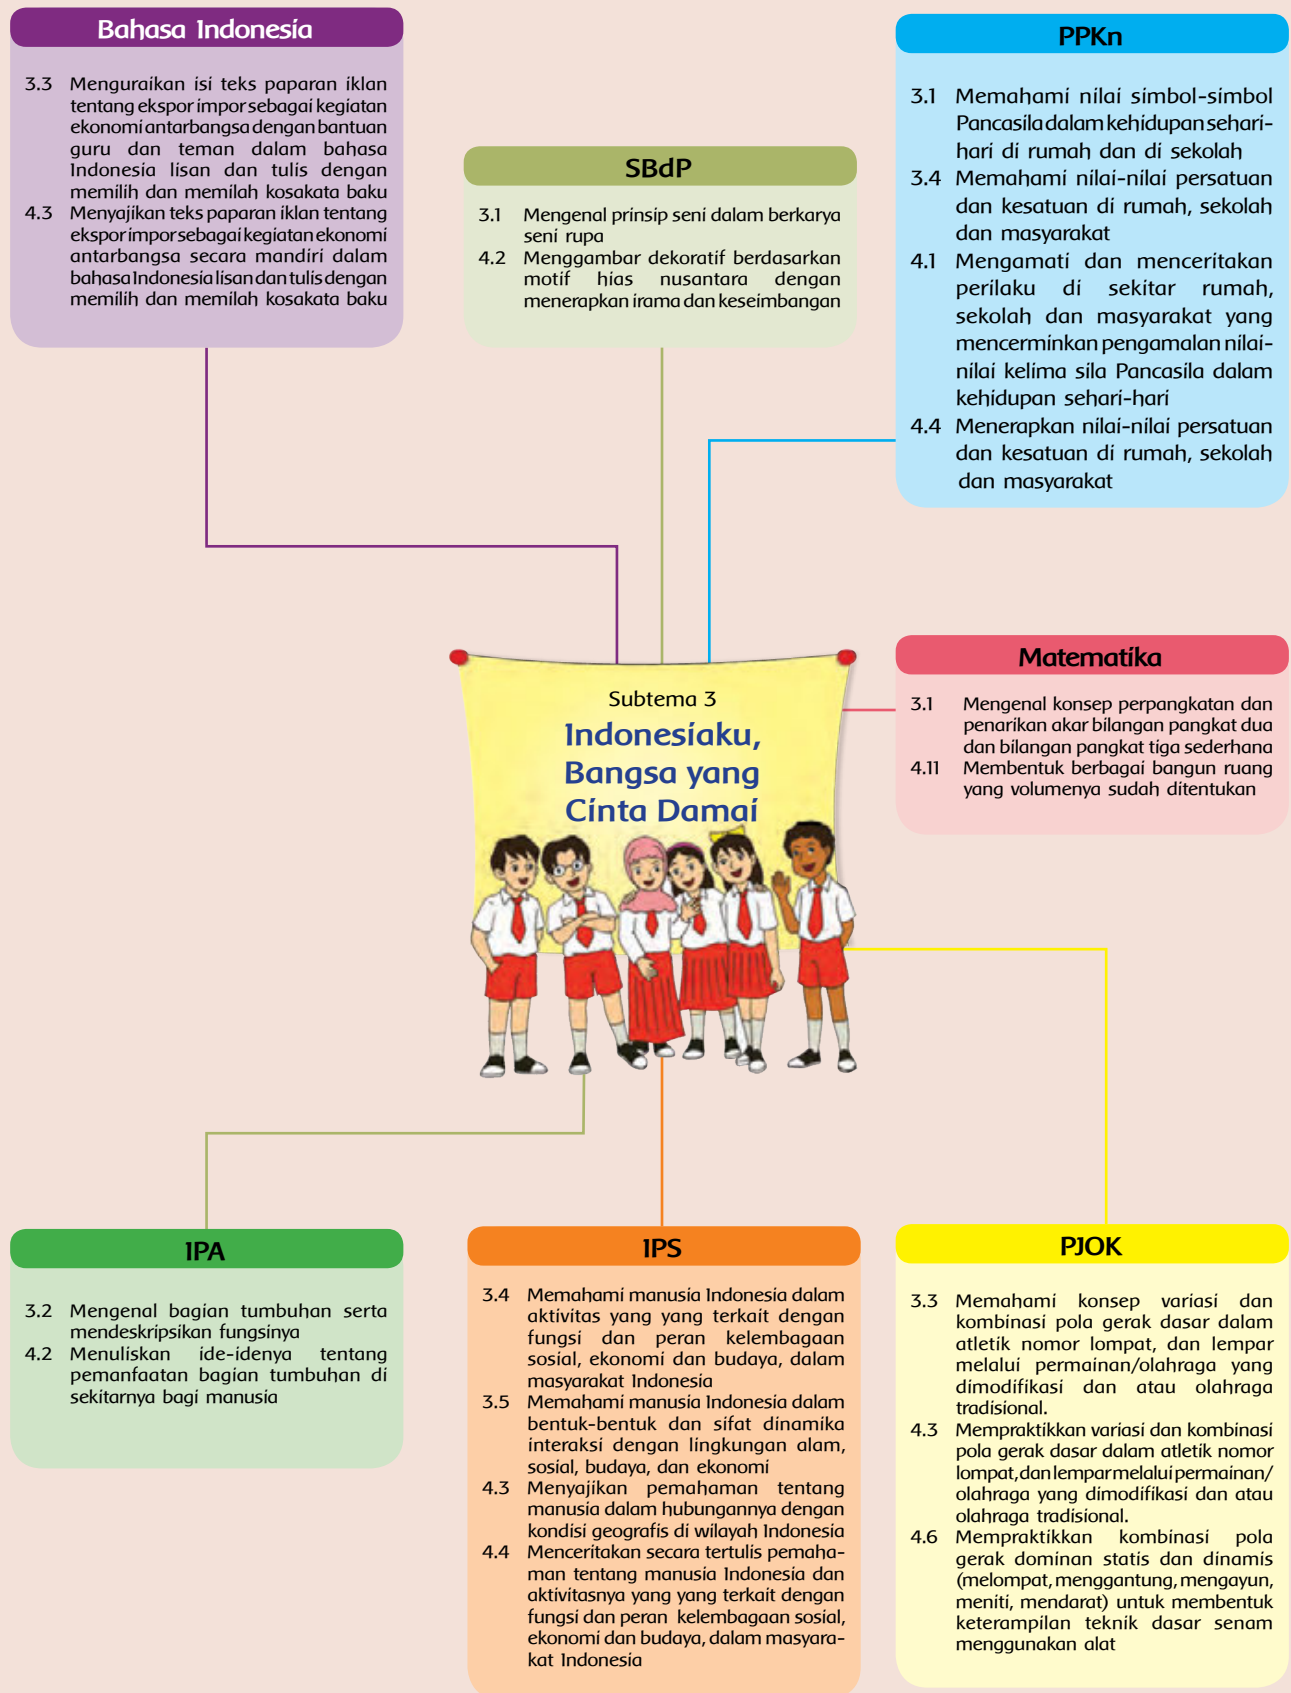 Bahasa Indonesia
3.3 Menguraikan isi teks paparan iklan
tentang ekspor impor sebagai kegiatan
ekonomi antarbangsa dengan bantuan
guru dan teman dalam bahasa
Indonesia lisan dan tulis dengan
memilih dan memilah kosakata baku
4.3 Menyajikan teks paparan iklan tentang
ekspor impor sebagai kegiatan ekonomi
antarbangsa secara mandiri dalam
bahasa Indonesia lisan dan tulis dengan
memilih dan memilah kosakata baku
SBdP
3.1 Mengenal prinsip seni dalam berkarya
seni rupa
4.2 Menggambar dekoratif berdasarkan
motif hias nusantara dengan
menerapkan irama dan keseimbangan
PPKn
3.1 Memahami nilai simbol-simbol
Pancasila dalam kehidupan sehari-
hari di rumah dan di sekolah
3.4 Memahami nilai-nilai persatuan
dan kesatuan di rumah, sekolah
dan masyarakat
4.1 Mengamati dan menceritakan
perilaku di sekitar rumah,
sekolah dan masyarakat yang
mencerminkan pengamalan nilai-
nilai kelima sila Pancasila dalam
kehidupan sehari-hari
4.4 Menerapkan nilai-nilai persatuan
dan kesatuan di rumah, sekolah
dan masyarakat
Subtema 3
Indonesiaku,
Bangsa yang
Cinta Damai
Matematika
3.1 Mengenal konsep perpangkatan dan
penarikan akar bilangan pangkat dua
dan bilangan pangkat tiga sederhana
4.11 Membentuk berbagai bangun ruang
yang volumenya sudah ditentukan
IPA
3.2 Mengenal bagian tumbuhan serta
mendeskripsikan fungsinya
4.2 Menuliskan ide-idenya tentang
pemanfaatan bagian tumbuhan di
sekitarnya bagi manusia
IPS
3.4 Memahami manusia Indonesia dalam
aktivitas yang yang terkait dengan
fungsi dan peran kelembagaan
sosial, ekonomi dan budaya, dalam
masyarakat Indonesia
3.5 Memahami manusia Indonesia dalam
bentuk-bentuk dan sifat dinamika
interaksi dengan lingkungan alam,
sosial, budaya, dan ekonomi
4.3 Menyajikan pemahaman tentang
manusia dalam hubungannya dengan
kondisi geografis di wilayah Indonesia
4.4 Menceritakan secara tertulis pemaha-
man tentang manusia Indonesia dan
aktivitasnya yang yang terkait dengan
fungsi dan peran kelembagaan sosial,
ekonomi dan budaya, dalam masyara-
kat Indonesia
PJOK
3.3 Memahami konsep variasi dan
kombinasi pola gerak dasar dalam
atletik nomor lompat, dan lempar
melalui permainan/olahraga yang
dimodifikasi dan atau olahraga
tradisional.
4.3 Mempraktikkan variasi dan kombinasi
pola gerak dasar dalam atletik nomor
lompat, dan lempar melalui permainan/
olahraga yang dimodifikasi dan atau
olahraga tradisional.
4.6 Mempraktikkan kombinasi pola
gerak dominan statis dan dinamis
(melompat, menggantung, mengayun,
meniti, mendarat) untuk membentuk
keterampilan teknik dasar senam
menggunakan alat